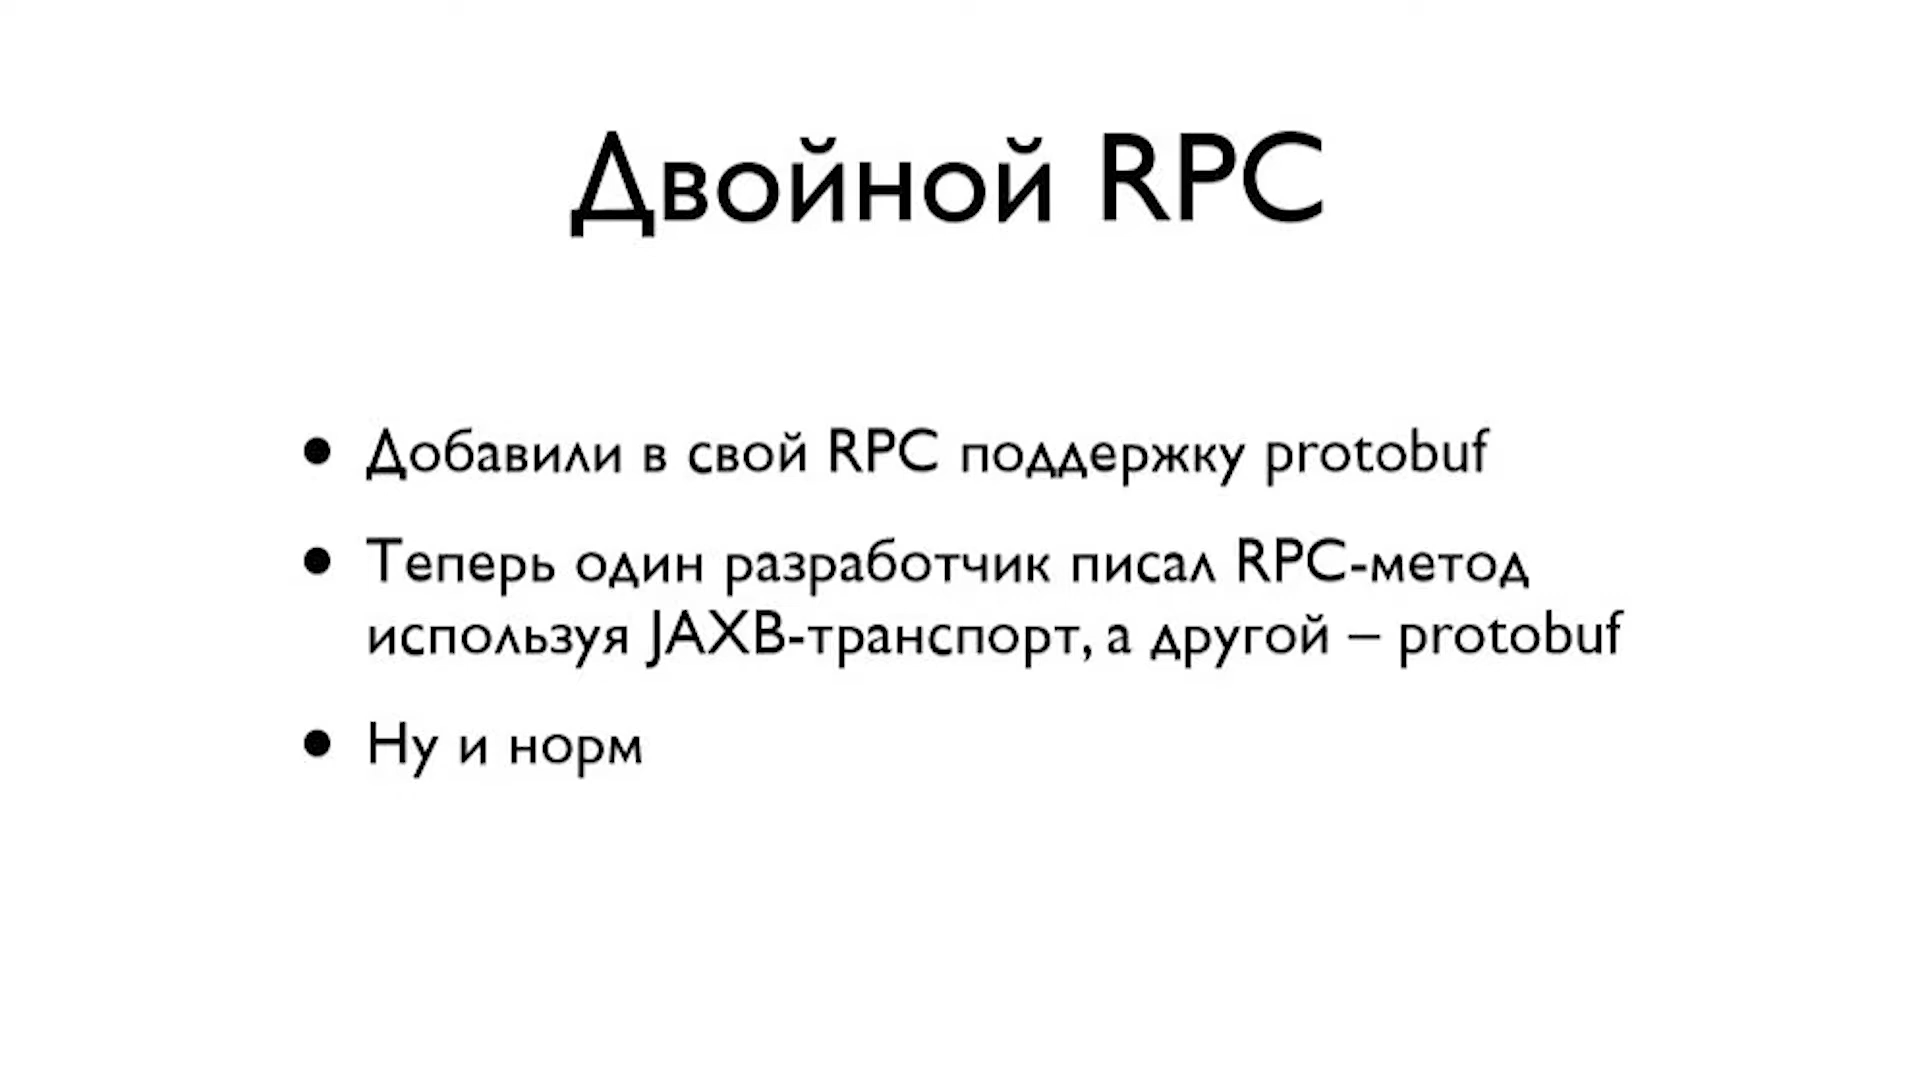 Двойной RPC
• Добавили в свой RPC поддержку protobuf
• Теперь один разработчик писал RPC-метод
используя JAXB-транспорт, а другой – protobuf
• Ну и норм